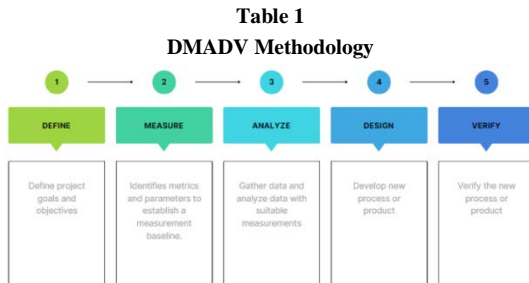 Table 1
DMADV Methodology
1
2
3
4
5
DEFINE
MEASURE
ANALYZE
DESIGN
VERIFY
Define project
goals and
objectives
Identifies metrics
and parameters to
establish a
measurement
baseline.
Gather data and
analyze data with
suitable
measurements
Develop new
process or
product
Verify the new
process or
product